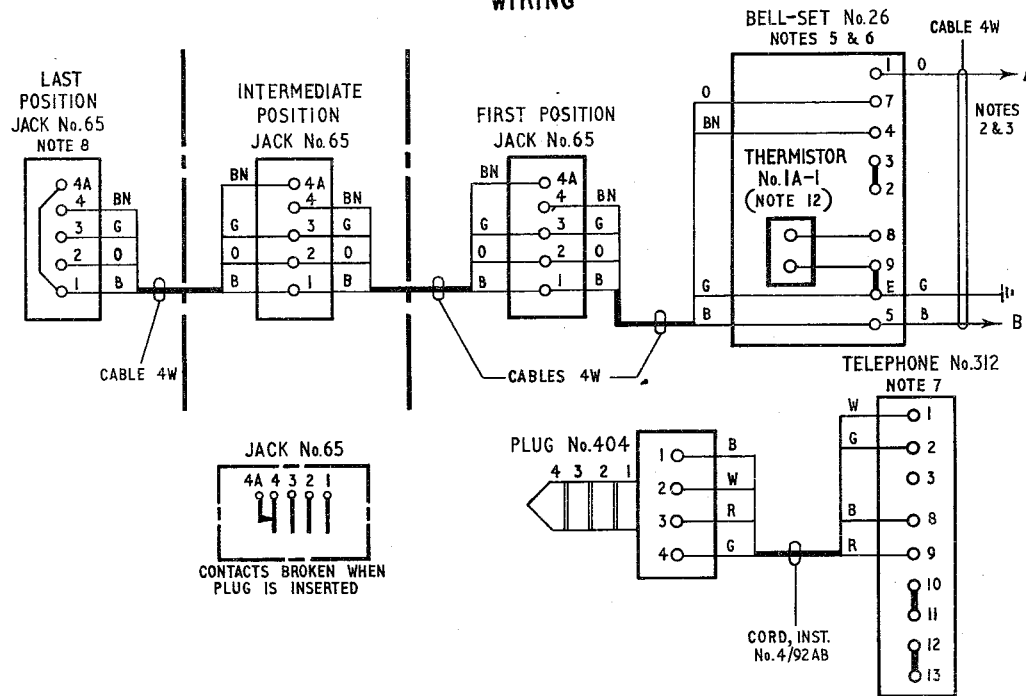 WIRING
BELL-SET No.26
NOTES 5 & 6
CABLE 4W
LAST
POSITION
JACK No.65
NOTE 8
INTERMEDIATE
POSITION
JACK No.65
FIRST POSITION
JACK No.65
4A
4 BN
3 G
2 O
1 B
CABLE 4W
BN 4A
4 BN
G 3 G
O 2 O
B 1 B
BN 4A
4 BN
G 3 G
O 2 O
B 1 B
CABLES 4W
O
BN
G
B
1 O
7
4
3
2
8
9
E G
5 B
B
THERMISTOR
No.1A-1
(NOTE 12)
NOTES
2 & 3
JACK No.65
4A 4 3 2 1
CONTACTS BROKEN WHEN
PLUG IS INSERTED
PLUG No.404
4 3 2 1
1 B
2 W
3 R
4 G
CORD, INST.
No.4/92AB
TELEPHONE No.312
NOTE 7
W 1
G 2
3
B 8
R 9
10
11
12
13